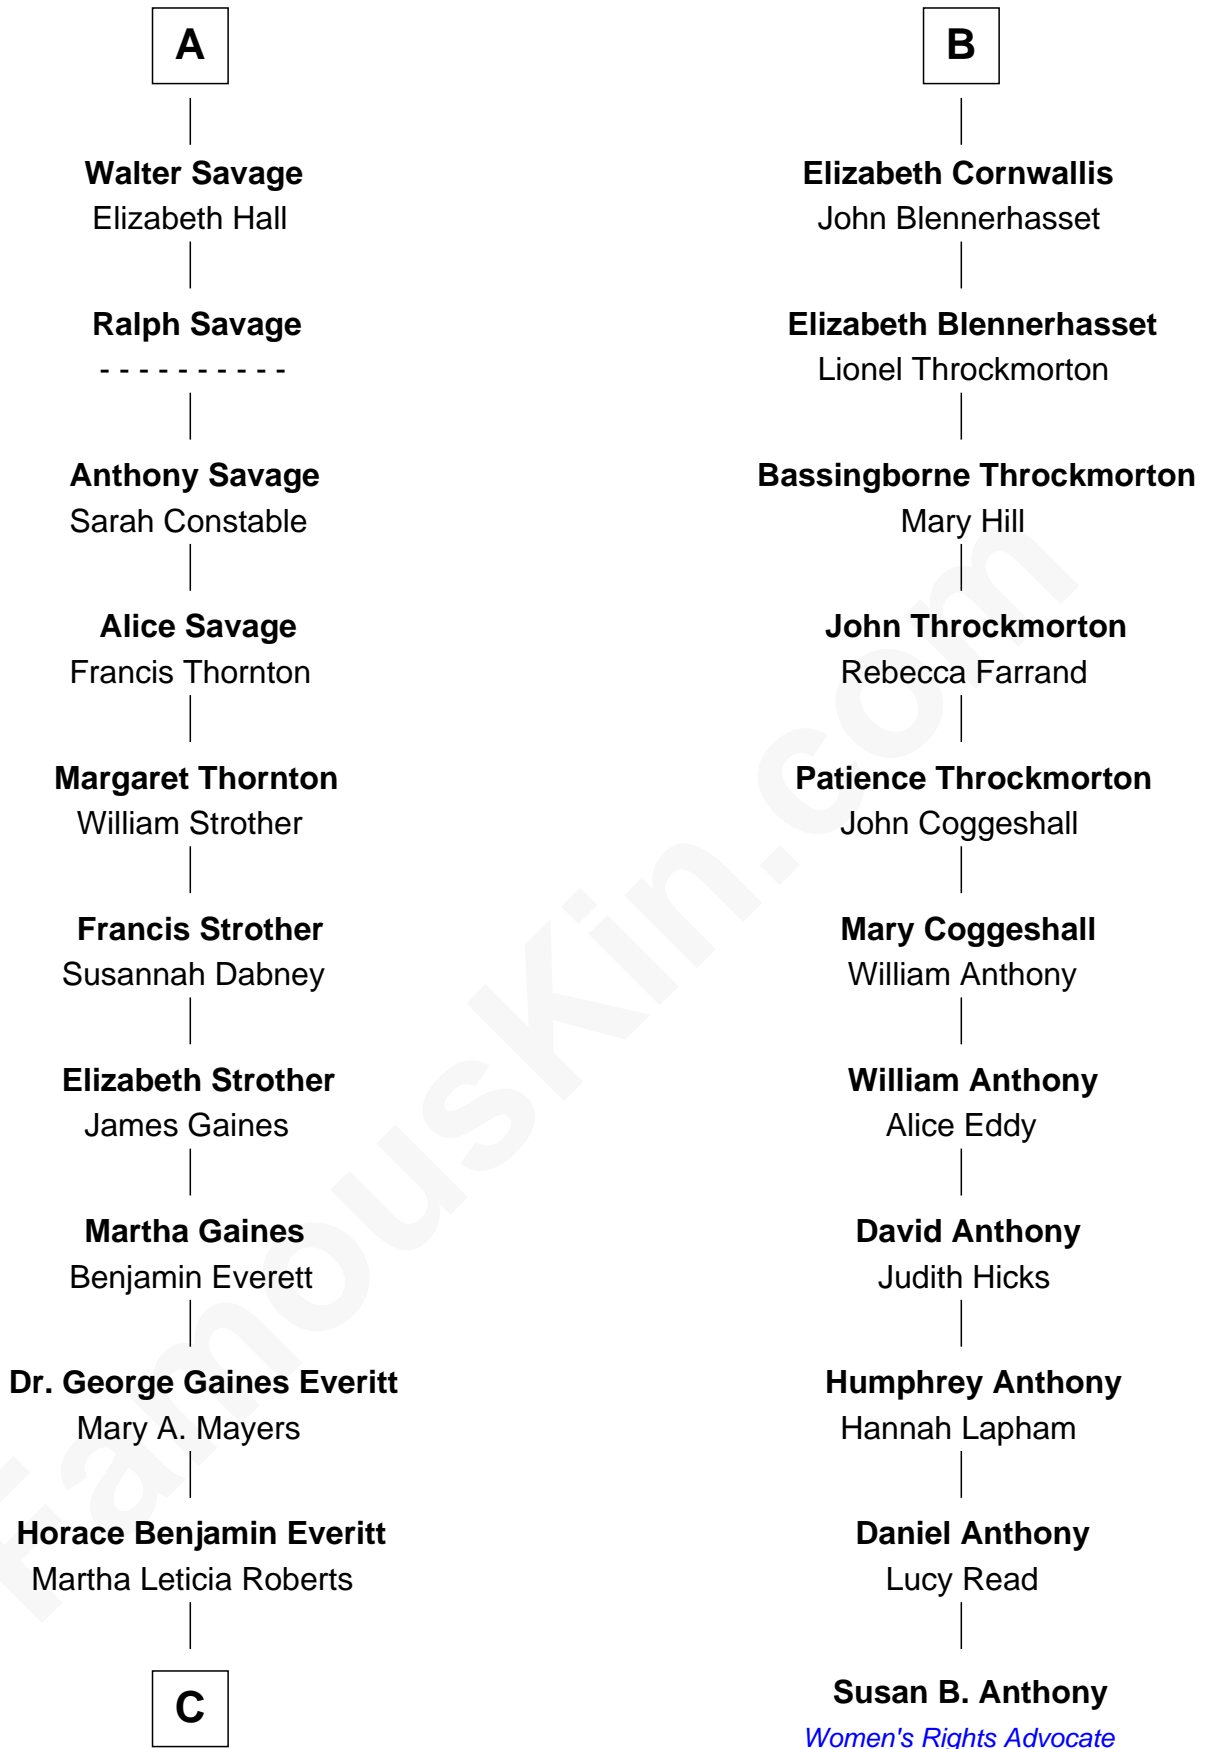 A
Walter Savage
Elizabeth Hall
Ralph Savage
- - - - - - - - - -
Anthony Savage
Sarah Constable
Alice Savage
Francis Thornton
Margaret Thornton
William Strother
Francis Strother
Susannah Dabney
Elizabeth Strother
James Gaines
Martha Gaines
Benjamin Everett
Dr. George Gaines Everitt
Mary A. Mayers
Horace Benjamin Everitt
Martha Leticia Roberts
C
B
Elizabeth Cornwallis
John Blennerhasset
Elizabeth Blennerhasset
Lionel Throckmorton
Bassingborne Throckmorton
Mary Hill
John Throckmorton
Rebecca Farrand
Patience Throckmorton
John Coggeshall
Mary Coggeshall
William Anthony
William Anthony
Alice Eddy
David Anthony
Judith Hicks
Humphrey Anthony
Hannah Lapham
Daniel Anthony
Lucy Read
Susan B. Anthony
Women's Rights Advocate
FamousKin.com